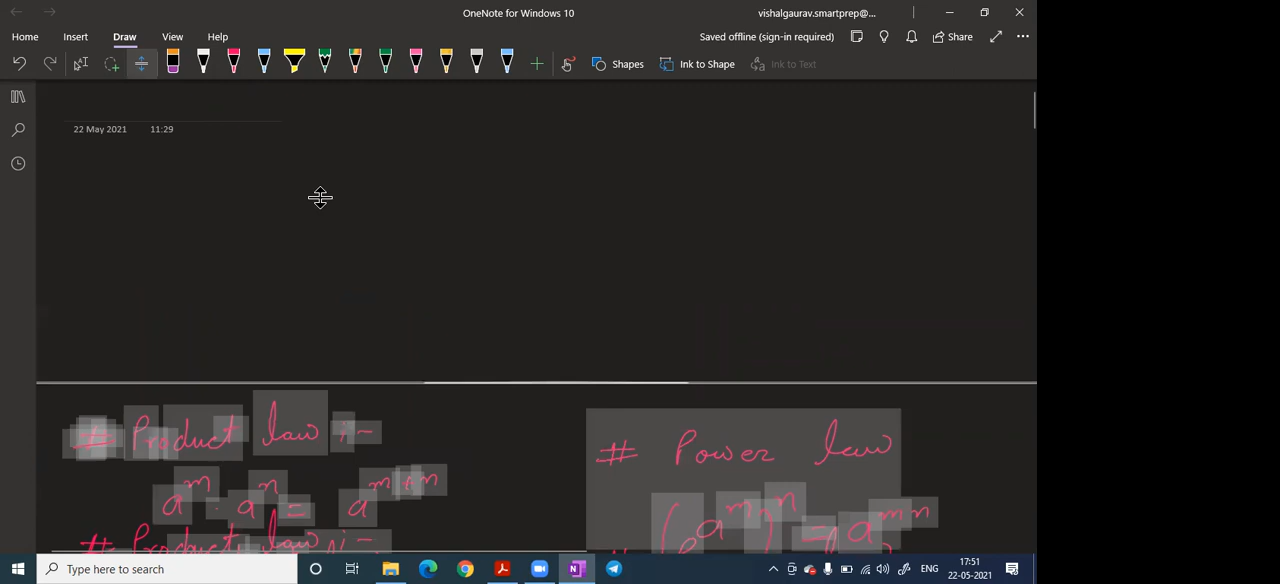 OneNote for Windows 10
vishalgaurav.smartprep@...
Home Insert Draw View Help
Saved offline (sign-in required)
Share
Shapes
Ink to Shape
Ink to Text
22 May 2021 11:29
# Product law :-
# Power law
a^m . a^n = a^m+n
(a^m)^n = a^mn
# Product law :-
Type here to search
ENG
17:51
22-05-2021